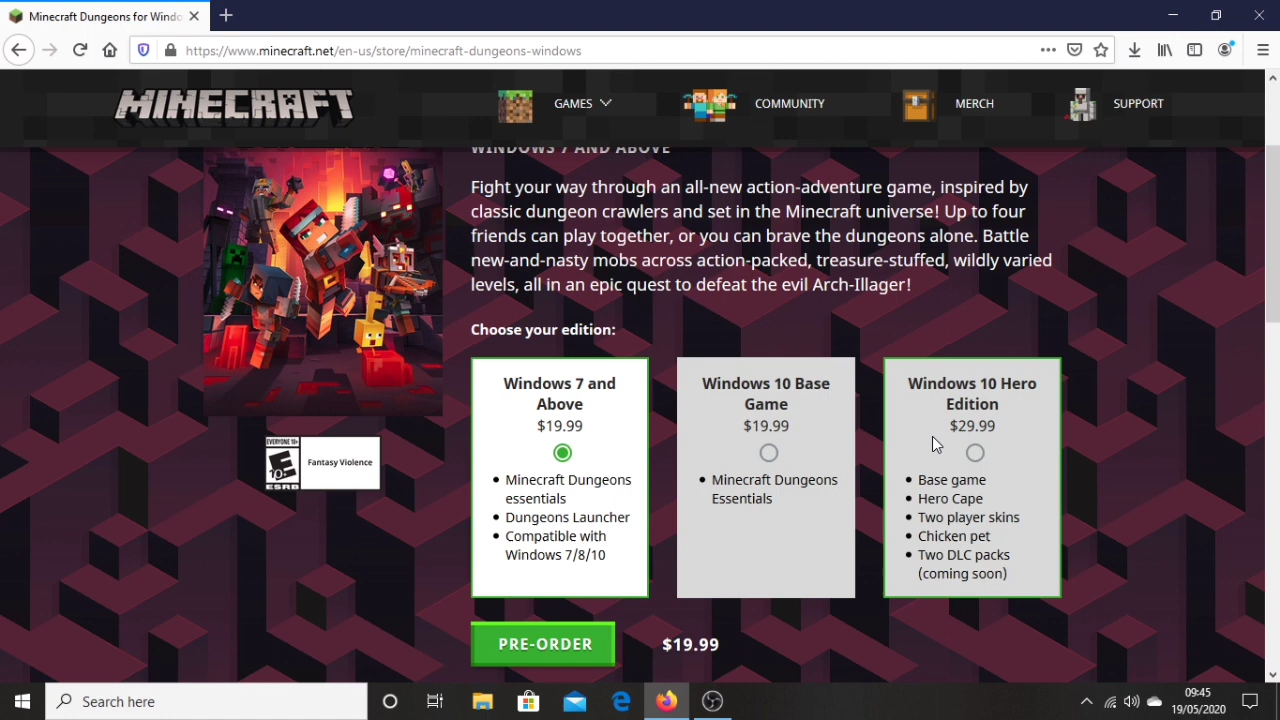 Minecraft Dungeons for Windo
https://www.minecraft.net/en-us/store/minecraft-dungeons-windows
MINECRAFT
GAMES
COMMUNITY
MERCH
SUPPORT
WINDOWS 7 AND ABOVE
Fight your way through an all-new action-adventure game, inspired by
classic dungeon crawlers and set in the Minecraft universe! Up to four
friends can play together, or you can brave the dungeons alone. Battle
new-and-nasty mobs across action-packed, treasure-stuffed, wildly varied
levels, all in an epic quest to defeat the evil Arch-Illager!
EVERYONE 10+
E
10+
ESRB
Fantasy Violence
Choose your edition:
Windows 7 and
Above
$19.99
• Minecraft Dungeons
essentials
• Dungeons Launcher
• Compatible with
Windows 7/8/10
Windows 10 Base
Game
$19.99
• Minecraft Dungeons
Essentials
Windows 10 Hero
Edition
$29.99
• Base game
• Hero Cape
• Two player skins
• Chicken pet
• Two DLC packs
(coming soon)
PRE-ORDER
$19.99
Search here
09:45
19/05/2020